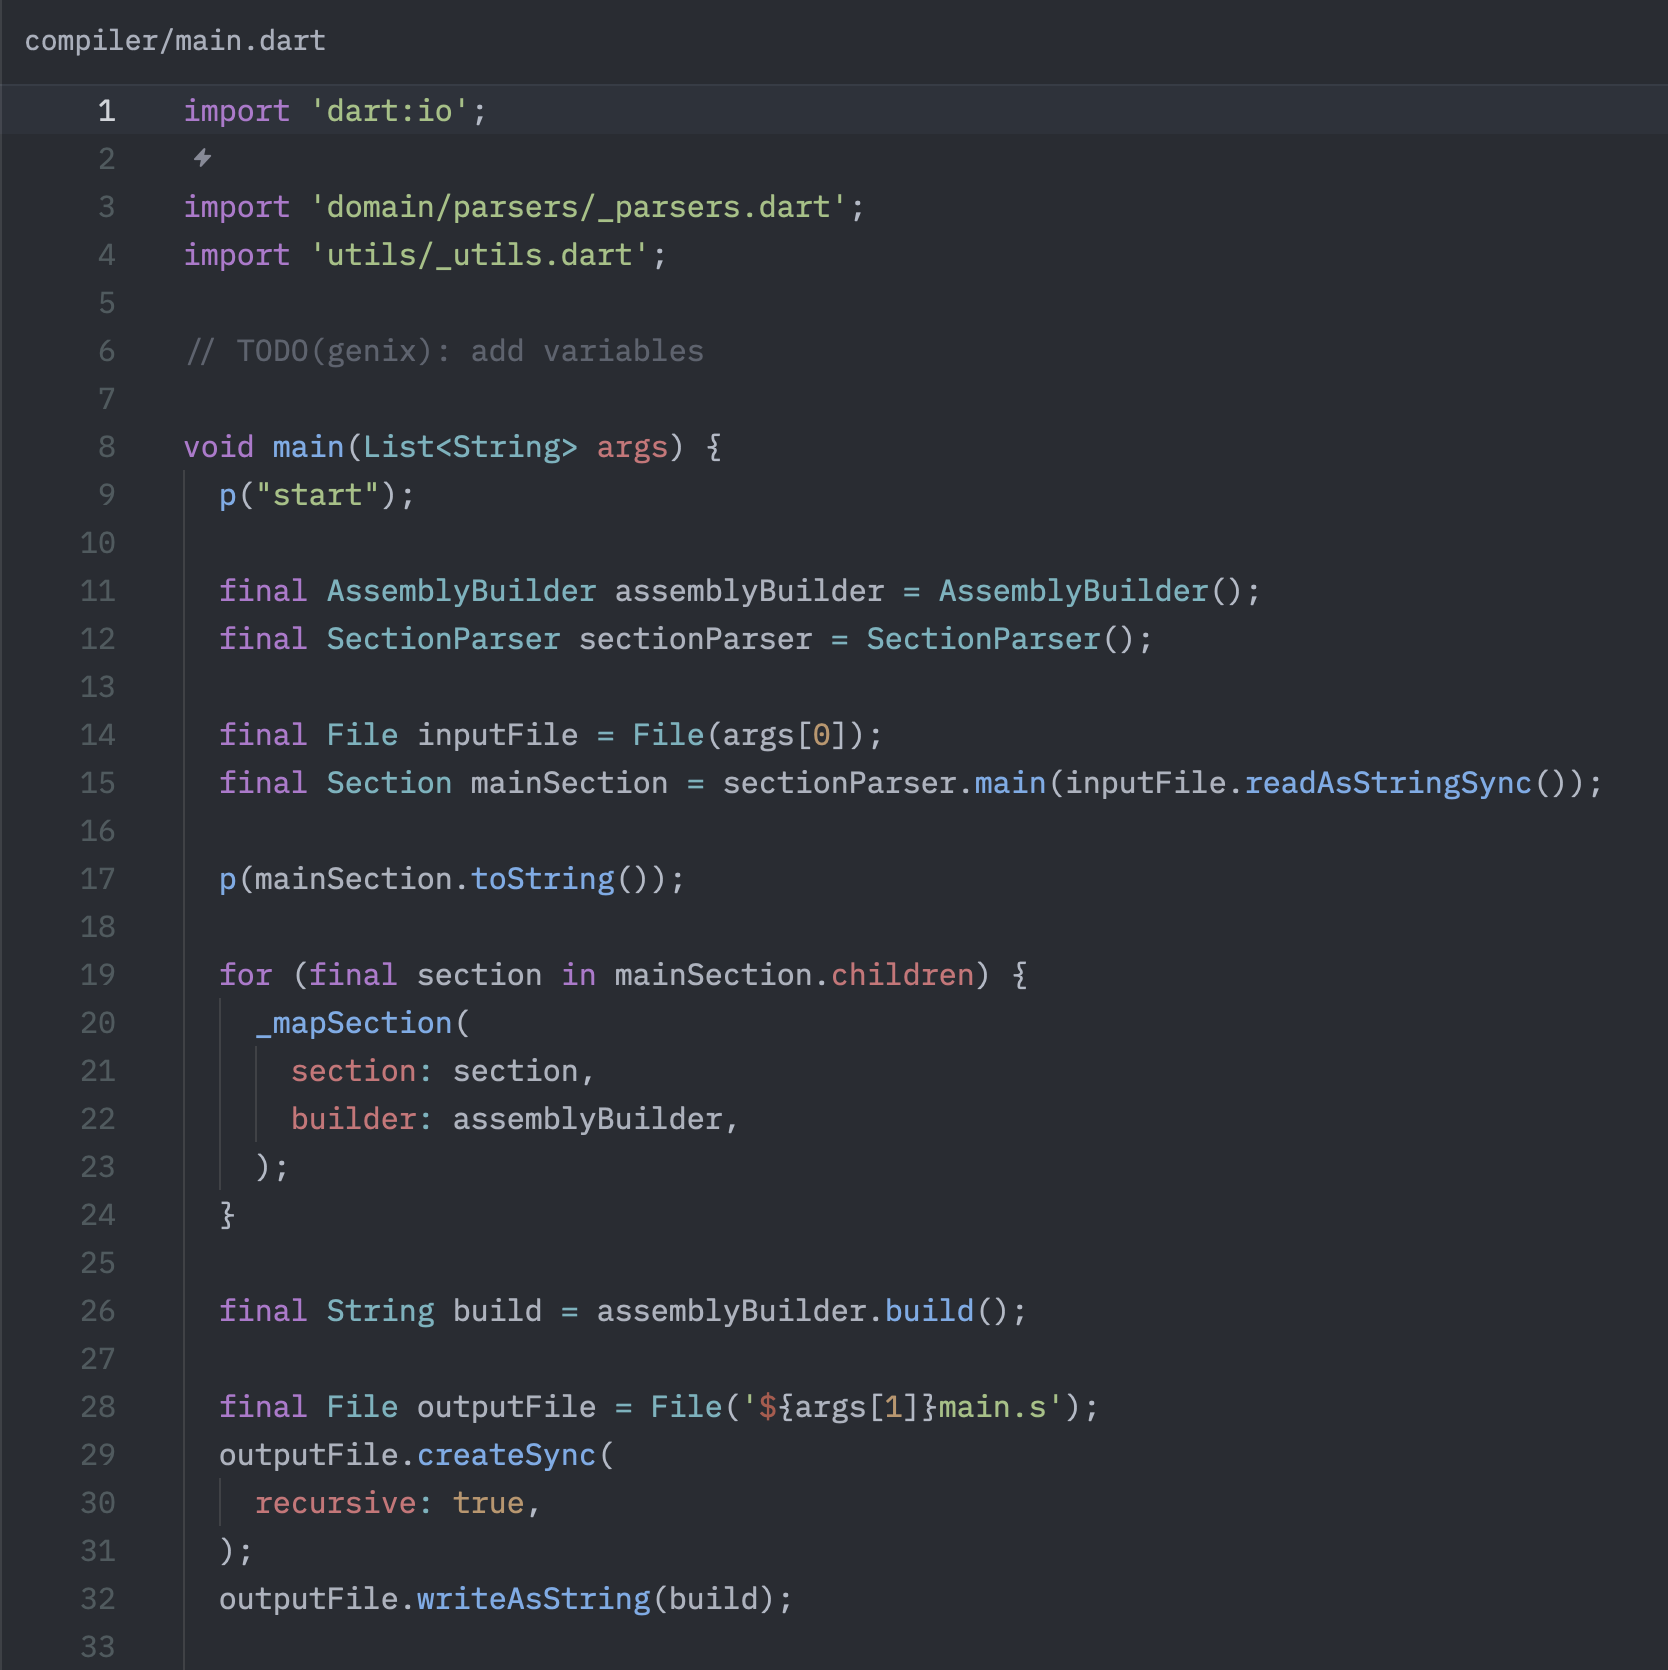 compiler/main.dart
1 import 'dart:io';
2
3 import 'domain/parsers/_parsers.dart';
4 import 'utils/_utils.dart';
5
6 // TODO(genix): add variables
7
8 void main(List<String> args) {
9   p("start");
10
11   final AssemblyBuilder assemblyBuilder = AssemblyBuilder();
12   final SectionParser sectionParser = SectionParser();
13
14   final File inputFile = File(args[0]);
15   final Section mainSection = sectionParser.main(inputFile.readAsStringSync());
16
17   p(mainSection.toString());
18
19   for (final section in mainSection.children) {
20     _mapSection(
21       section: section,
22       builder: assemblyBuilder,
23     );
24   }
25
26   final String build = assemblyBuilder.build();
27
28   final File outputFile = File('${args[1]}main.s');
29   outputFile.createSync(
30     recursive: true,
31   );
32   outputFile.writeAsString(build);
33